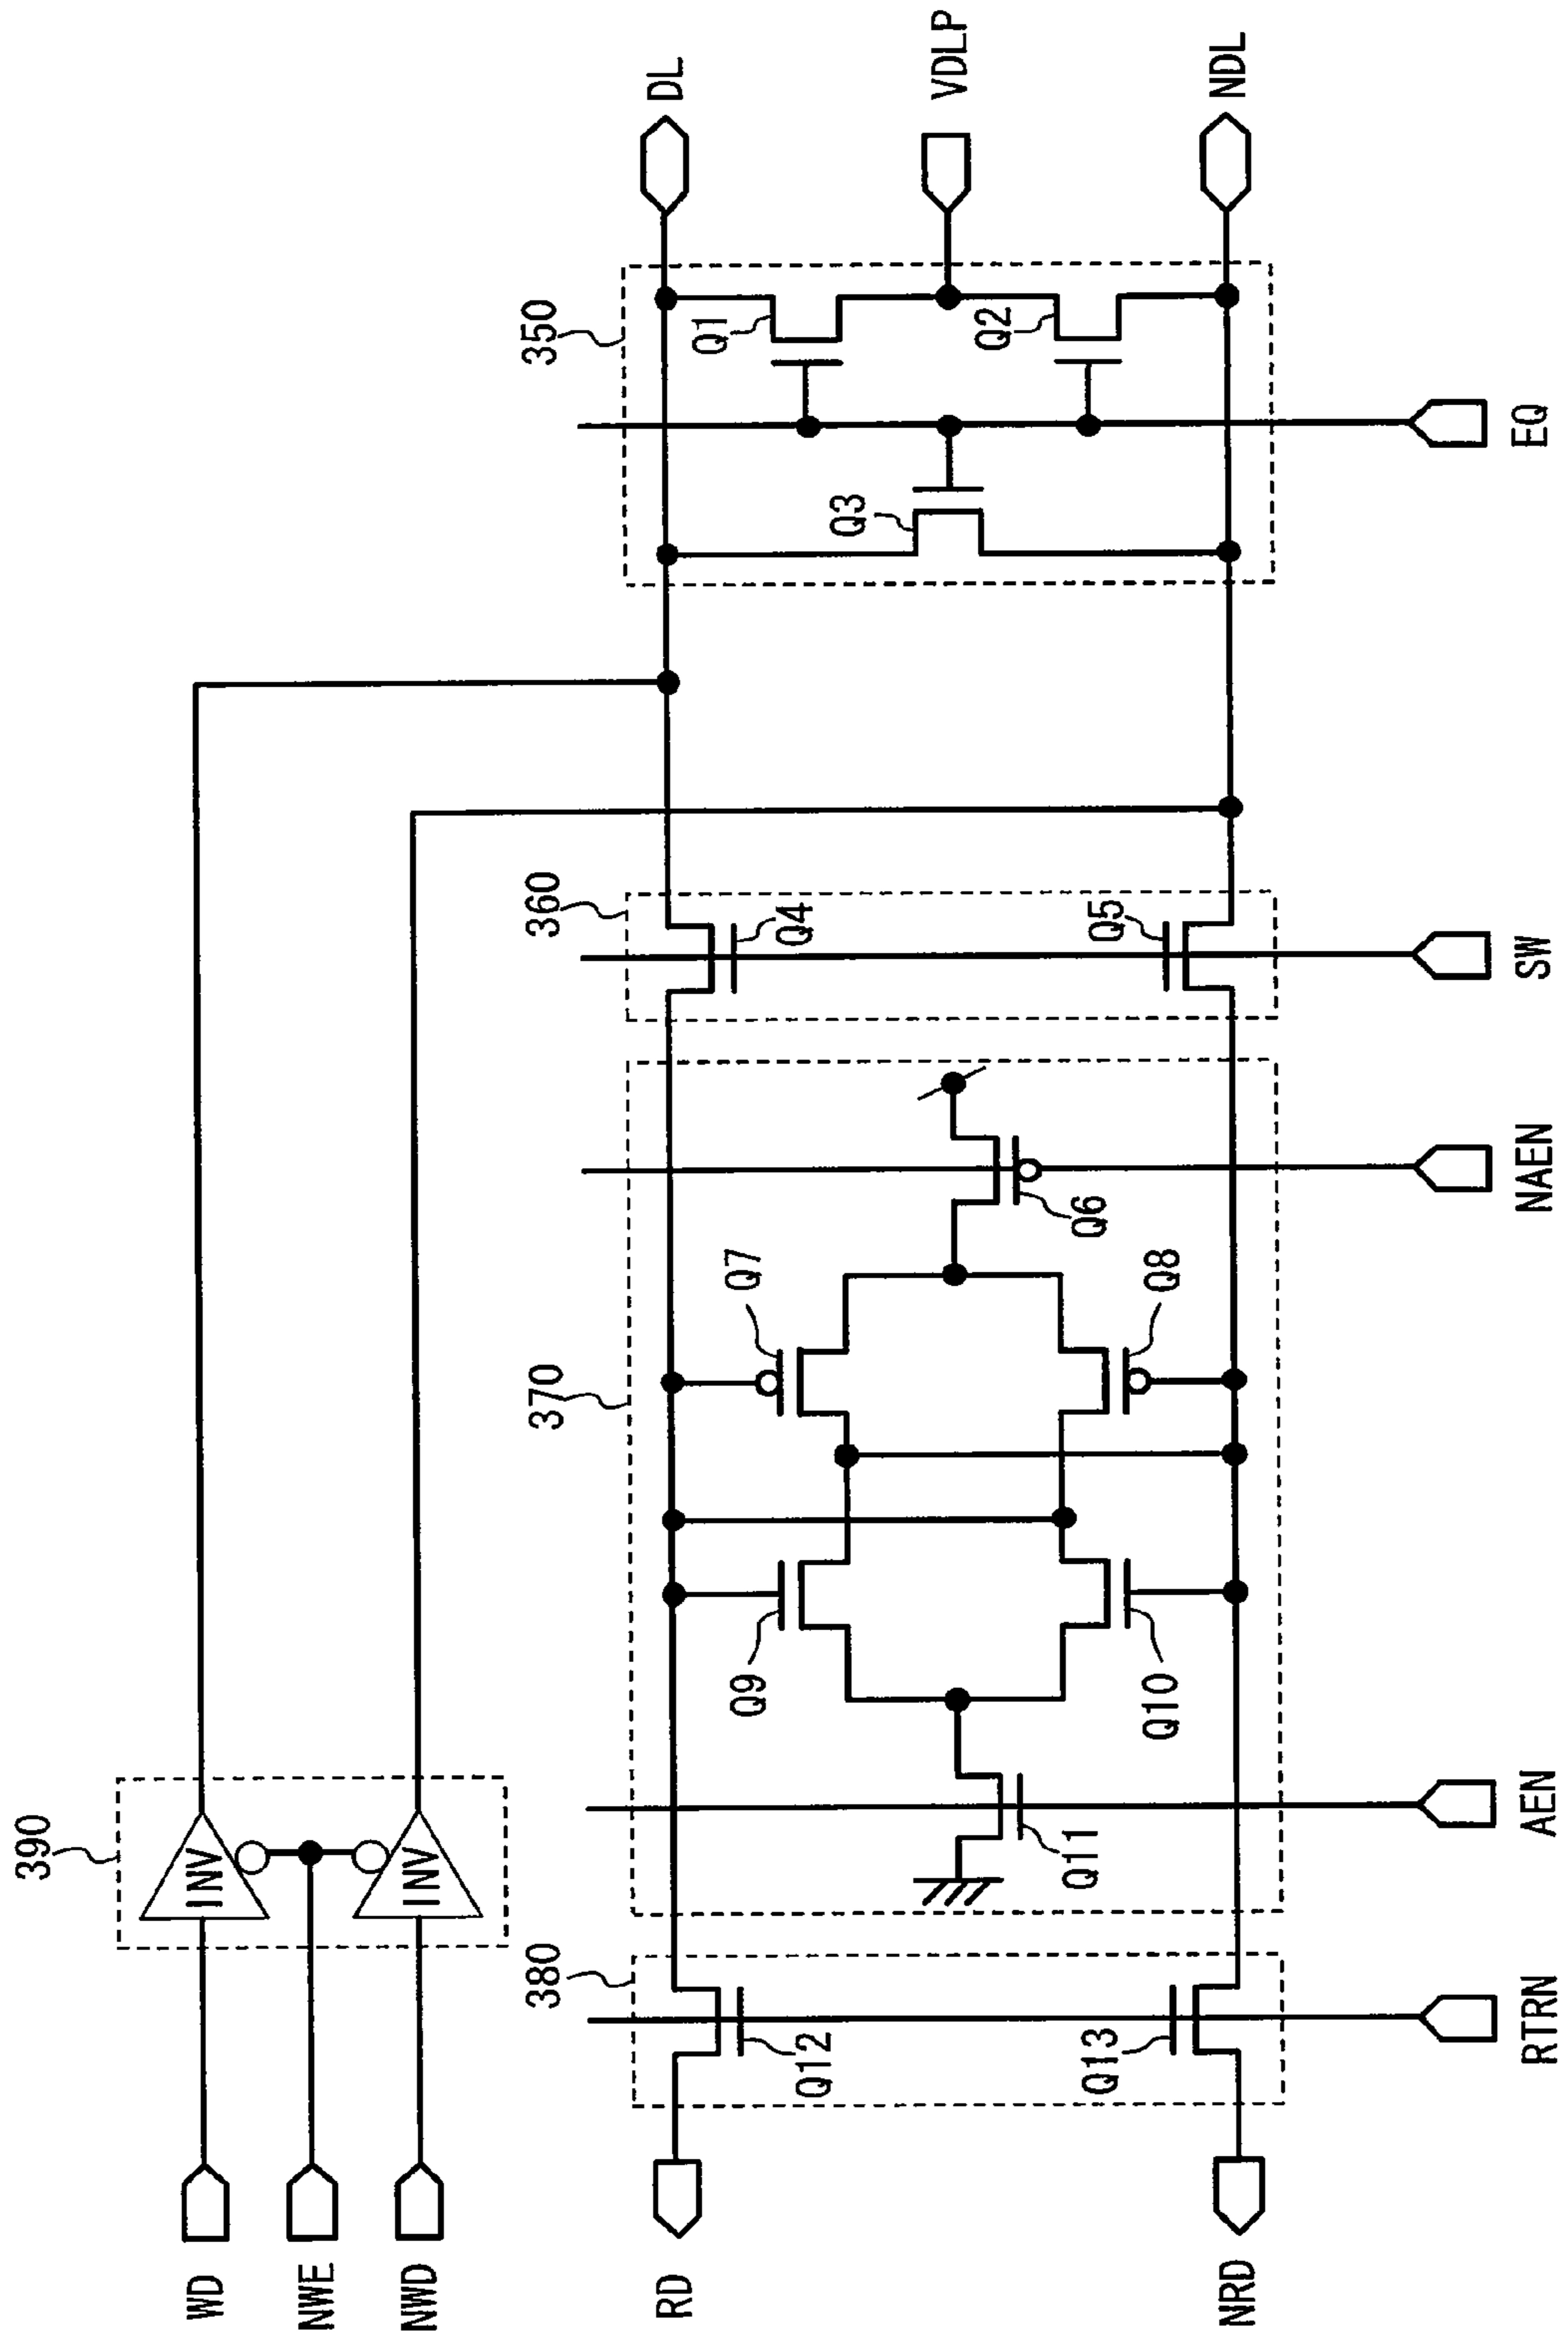 DL
VDLP
NDL
350
Q1
Q2
Q3
EQ
360
Q4
Q5
SW
370
Q6
NAEN
Q7
Q8
Q9
Q10
Q11
AEN
390
INV
INV
380
Q12
Q13
RTRN
WD
NWE
NWD
RD
NRD